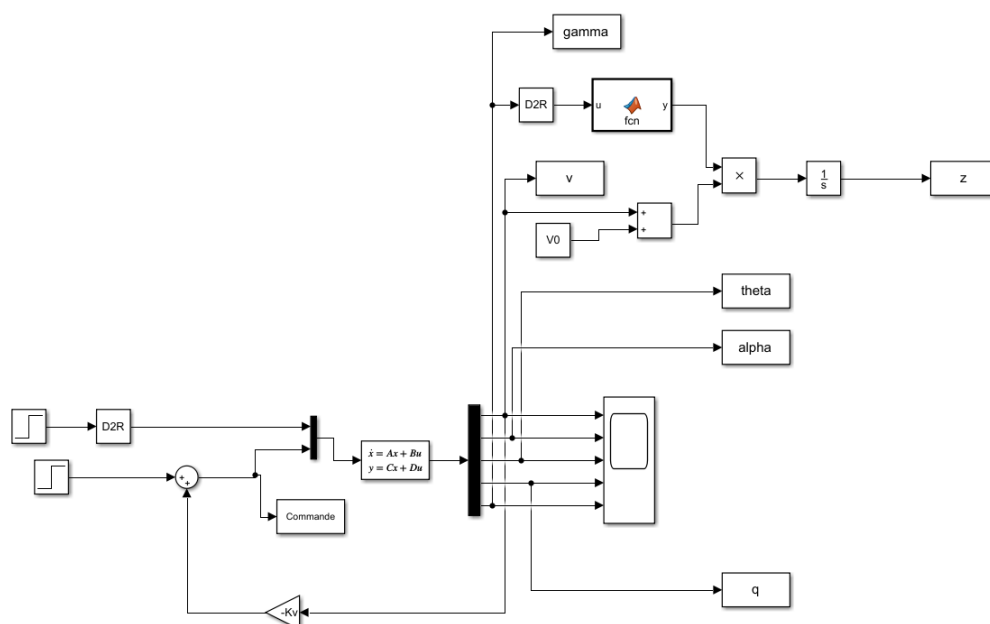 gamma
D2R
u
y
fcn
v
×
1
s
z
+
+
V0
theta
alpha
D2R
ẋ = Ax + Bu
y = Cx + Du
+
+
Commande
-Kv
q